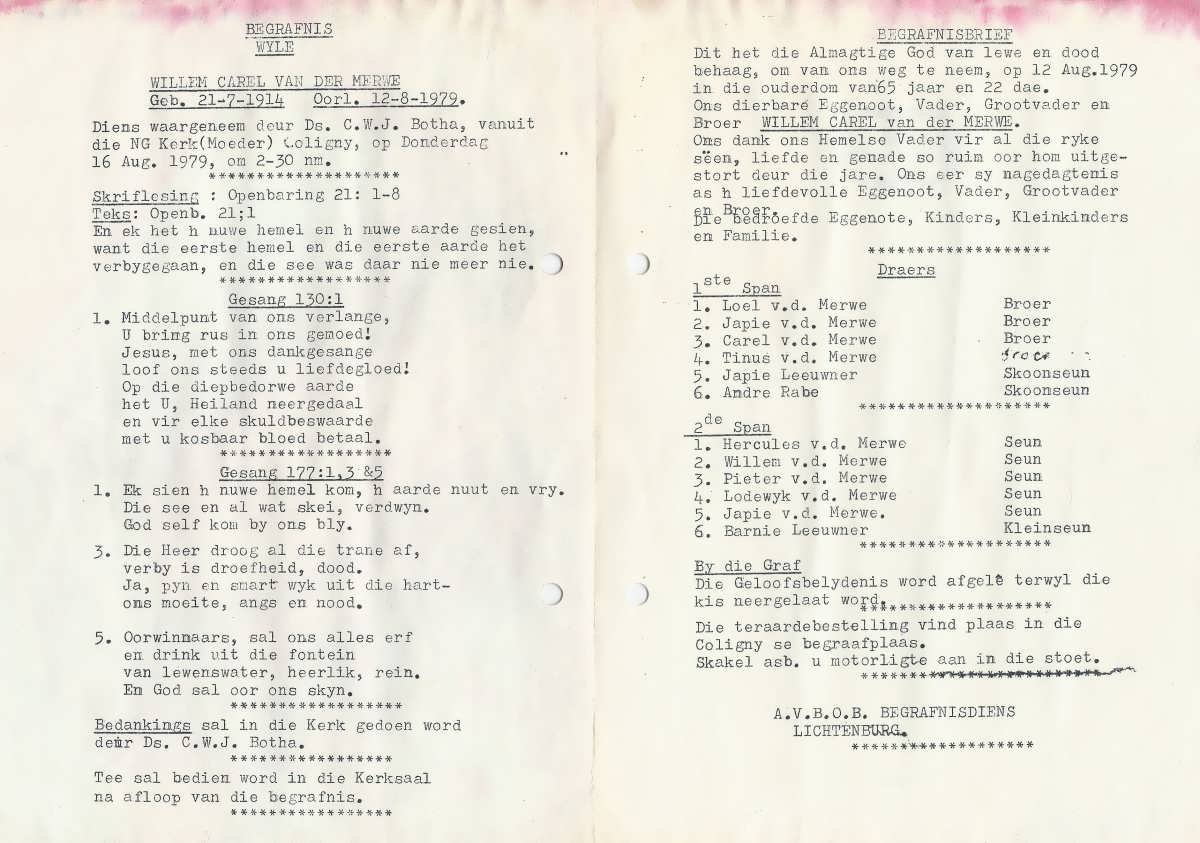 BEGRAFNIS
WYLE
WILLEM CAREL VAN DER MERWE
Geb. 21-7-1914 Oorl. 12-8-1979.
Diens waargeneem deur Ds. C.W.J. Botha, vanuit
die NG Kerk(Moeder) Coligny, op Donderdag
16 Aug. 1979, om 2-30 nm.
********************
Skriflesing : Openbaring 21: 1-8
Teks: Openb. 21;1
En ek het h nuwe hemel en h nuwe aarde gesien,
want die eerste hemel en die eerste aarde het
verbygegaan, en die see was daar nie meer nie.
******************
Gesang 130:1
1. Middelpunt van ons verlange,
U bring rus in ons gemoed!
Jesus, met ons dankgesange
loof ons steeds u liefdegloed!
Op die diepbedorwe aarde
het U, Heiland neergedaal
en vir elke skuldbeswaarde
met u kosbaar bloed betaal.
******************
Gesang 177:1,3 &5
1. Ek sien h nuwe hemel kom, h aarde nuut en vry.
Die see en al wat skei, verdwyn.
God self kom by ons bly.
3. Die Heer droog al die trane af,
verby is droefheid, dood.
Ja, pyn en smart wyk uit die hart-
ons moeite, angs en nood.
5. Oorwinnaars, sal ons alles erf
en drink uit die fontein
van lewenswater, heerlik, rein.
En God sal oor ons skyn.
******************
Bedankings sal in die Kerk gedoen word
deur Ds. C.W.J. Botha.
*****************
Tee sal bedien word in die Kerksaal
na afloop van die begrafnis.
*****************
BEGRAFNISBRIEF
Dit het die Almagtige God van lewe en dood
behaag, om van ons weg te neem, op 12 Aug.1979
in die ouderdom van65 jaar en 22 dae.
Ons dierbare Eggenoot, Vader, Grootvader en
Broer WILLEM CAREL van der MERWE.
Oms dank ons Hemelse Vader vir al die ryke
sëen, liefde en genade so ruim oor hom uitge-
stort deur die jare. Ons eer sy nagedagtenis
as h liefdevolle Eggenoot, Vader, Grootvader
en Broer.
Die bedroefde Eggenote, Kinders, Kleinkinders
en Familie.
*******************
Draers
1ste Span
1. Loel v.d. Merwe Broer
2. Japie v.d. Merwe Broer
3. Carel v.d. Merwe Broer
4. Tinus v.d. Merwe Broer
5. Japie Leeuwner Skoonseun
6. Andre Rabe Skoonseun
********************
2de Span
1. Hercules v.d. Merwe Seun
2. Willem v.d. Merwe Seun
3. Pieter v.d. Merwe Seun
4. Lodewyk v.d. Merwe Seun
5. Japie v.d. Merwe. Seun
6. Barnie Leeuwner Kleinseun
********************
By die Graf
Die Geloofsbelydenis word afgelê terwyl die
kis neergelaat word.
********************
Die teraardebestelling vind plaas in die
Coligny se begraafplaas.
Skakel asb. u motorligte aan in die stoet.
*************************
A.V.B.O.B. BEGRAFNISDIENS
LICHTENBURG.
*******************